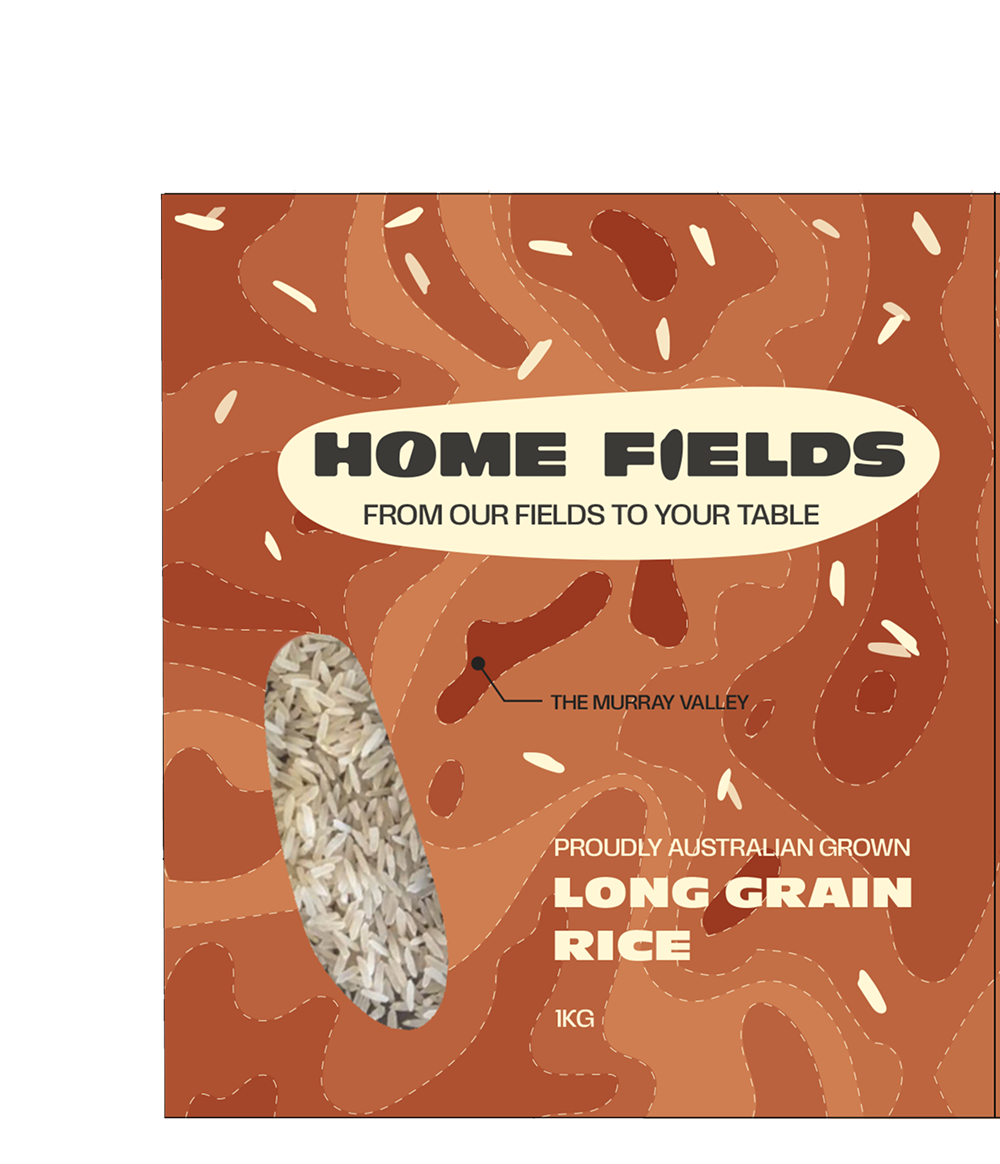 HOME FIELDS
FROM OUR FIELDS TO YOUR TABLE
THE MURRAY VALLEY
PROUDLY AUSTRALIAN GROWN
LONG GRAIN
RICE
1KG